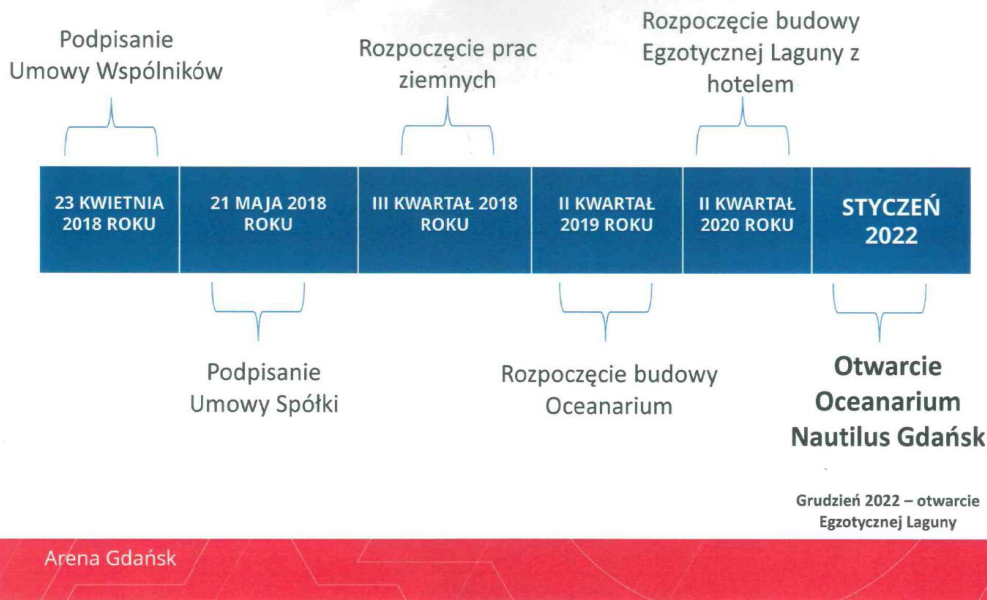 Podpisanie
Umowy Wspólników
Rozpoczęcie prac
ziemnych
Rozpoczęcie budowy
Egzotycznej Laguny z
hotelem
23 KWIETNIA
2018 ROKU
21 MAJA 2018
ROKU
III KWARTAŁ 2018
ROKU
II KWARTAŁ
2019 ROKU
II KWARTAŁ
2020 ROKU
STYCZEŃ
2022
Podpisanie
Umowy Spółki
Rozpoczęcie budowy
Oceanarium
Otwarcie
Oceanarium
Nautilus Gdańsk
Grudzień 2022 – otwarcie
Egzotycznej Laguny
Arena Gdańsk